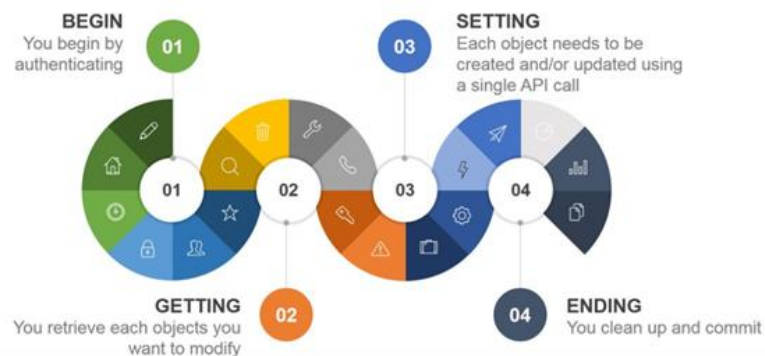 BEGIN
You begin by
authenticating
01
03
SETTING
Each object needs to be
created and/or updated using
a single API call
01
02
03
04
GETTING
You retrieve each objects you
want to modify
02
04
ENDING
You clean up and commit